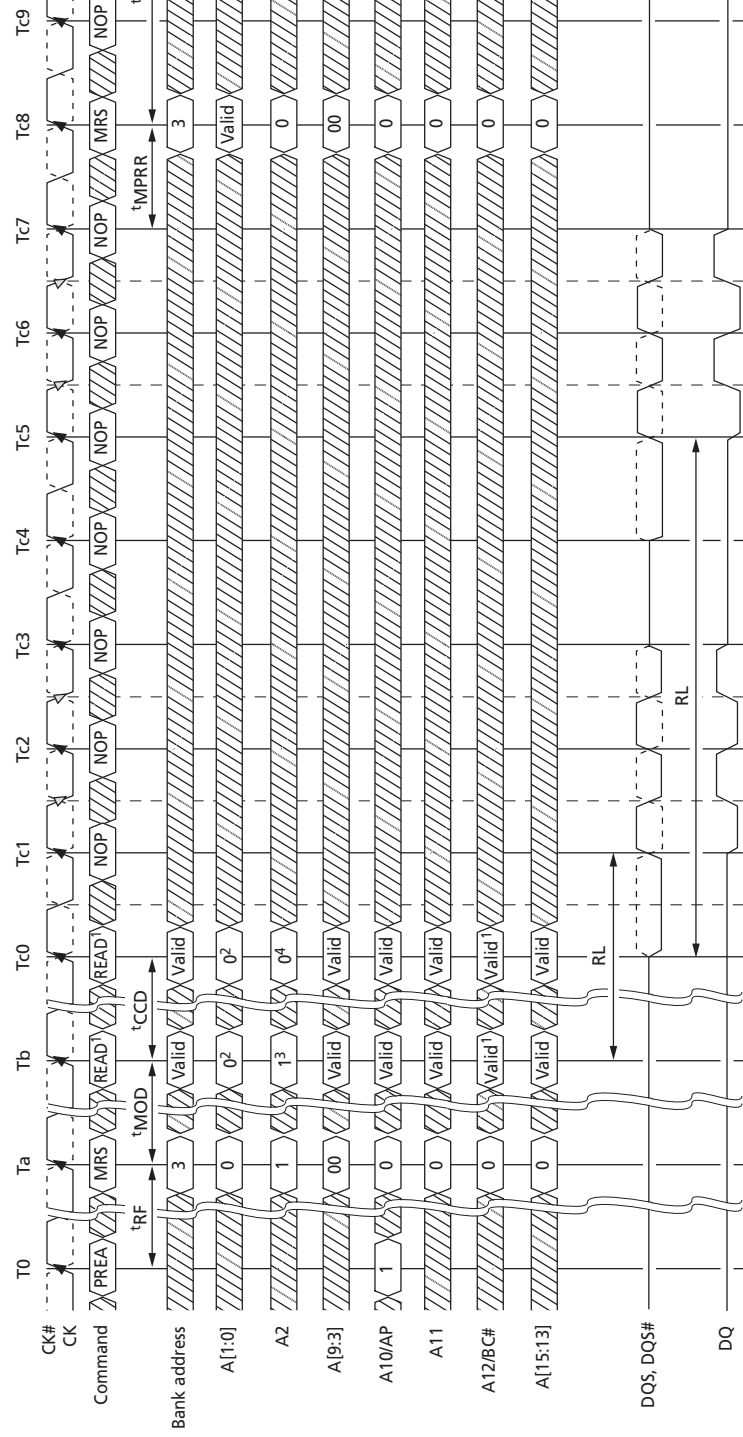 T0 Ta Tb Tc0 Tc1 Tc2 Tc3 Tc4 Tc5 Tc6 Tc7 Tc8 Tc9
CK#
CK
Command PREA MRS READ1 READ1 NOP NOP NOP NOP NOP NOP NOP MRS NOP
tRF tMOD tCCD tMPRR t
Bank address 3 Valid Valid 3
A[1:0] 0 0² 0² Valid
A2 1 1³ 0⁴ 0
A[9:3] 00 Valid Valid 00
A10/AP 1 0 Valid Valid 0
A11 0 Valid Valid 0
A12/BC# 0 Valid¹ Valid¹ 0
A[15:13] 0 Valid Valid 0
RL
DQS, DQS#
RL
DQ